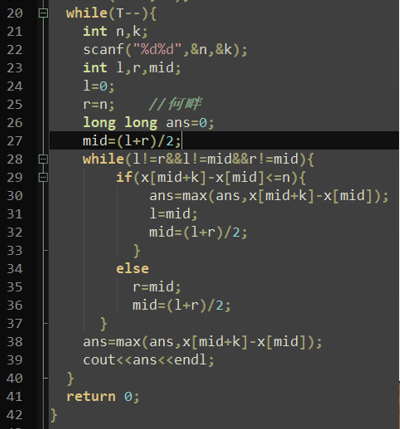 20 while(T--){
21 int n,k;
22 scanf("%d%d",&n,&k);
23 int l,r,mid;
24 l=0;
25 r=n; //何畔
26 long long ans=0;
27 mid=(l+r)/2;
28 while(l!=r&&l!=mid&&r!=mid){
29 if(x[mid+k]-x[mid]<=n){
30 ans=max(ans,x[mid+k]-x[mid]);
31 l=mid;
32 mid=(l+r)/2;
33 }
34 else
35 r=mid;
36 mid=(l+r)/2;
37 }
38 ans=max(ans,x[mid+k]-x[mid]);
39 cout<<ans<<endl;
40 }
41 return 0;
42 }